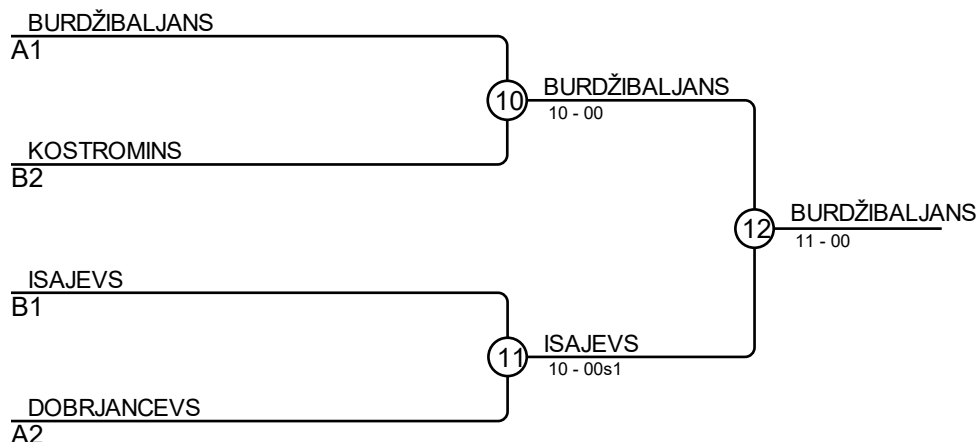 BURDŽIBALJANS
A1
10
BURDŽIBALJANS
10 - 00
KOSTROMINS
B2
12
BURDŽIBALJANS
11 - 00
ISAJEVS
B1
11
ISAJEVS
10 - 00s1
DOBRJANCEVS
A2